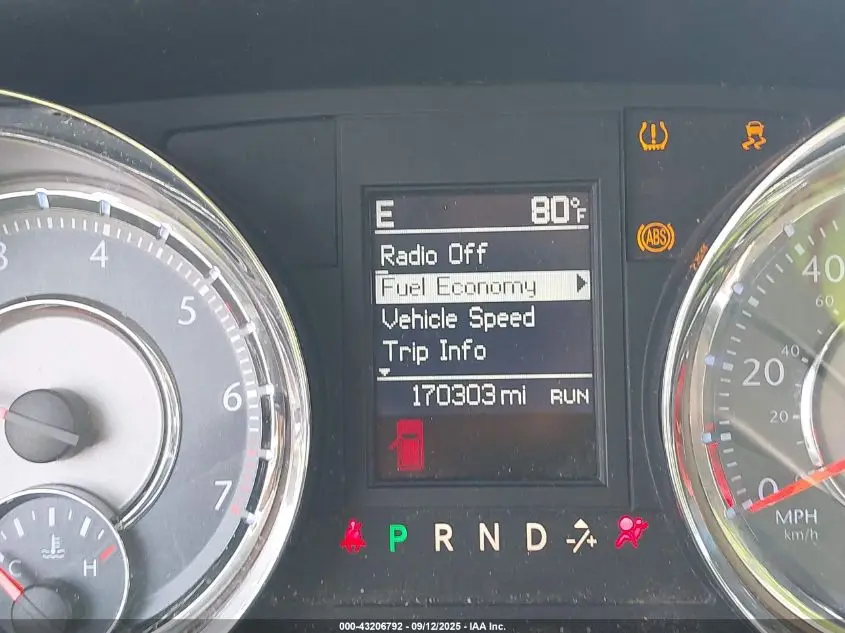 E 80°F
Radio Off
Fuel Economy
Vehicle Speed
Trip Info
170303 mi RUN
P R N D -/+
ABS
3 4 5 6 7
C H
0 20 40
20 40 60
MPH
km/h
000-43206792 - 09/12/2025 - IAA Inc.